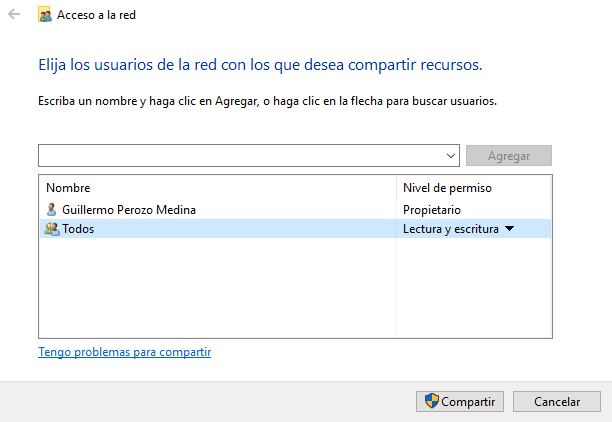 Acceso a la red
Elija los usuarios de la red con los que desea compartir recursos.
Escriba un nombre y haga clic en Agregar, o haga clic en la flecha para buscar usuarios.
Agregar
Nombre Nivel de permiso
Guillermo Perozo Medina Propietario
Todos Lectura y escritura
Tengo problemas para compartir
Compartir Cancelar